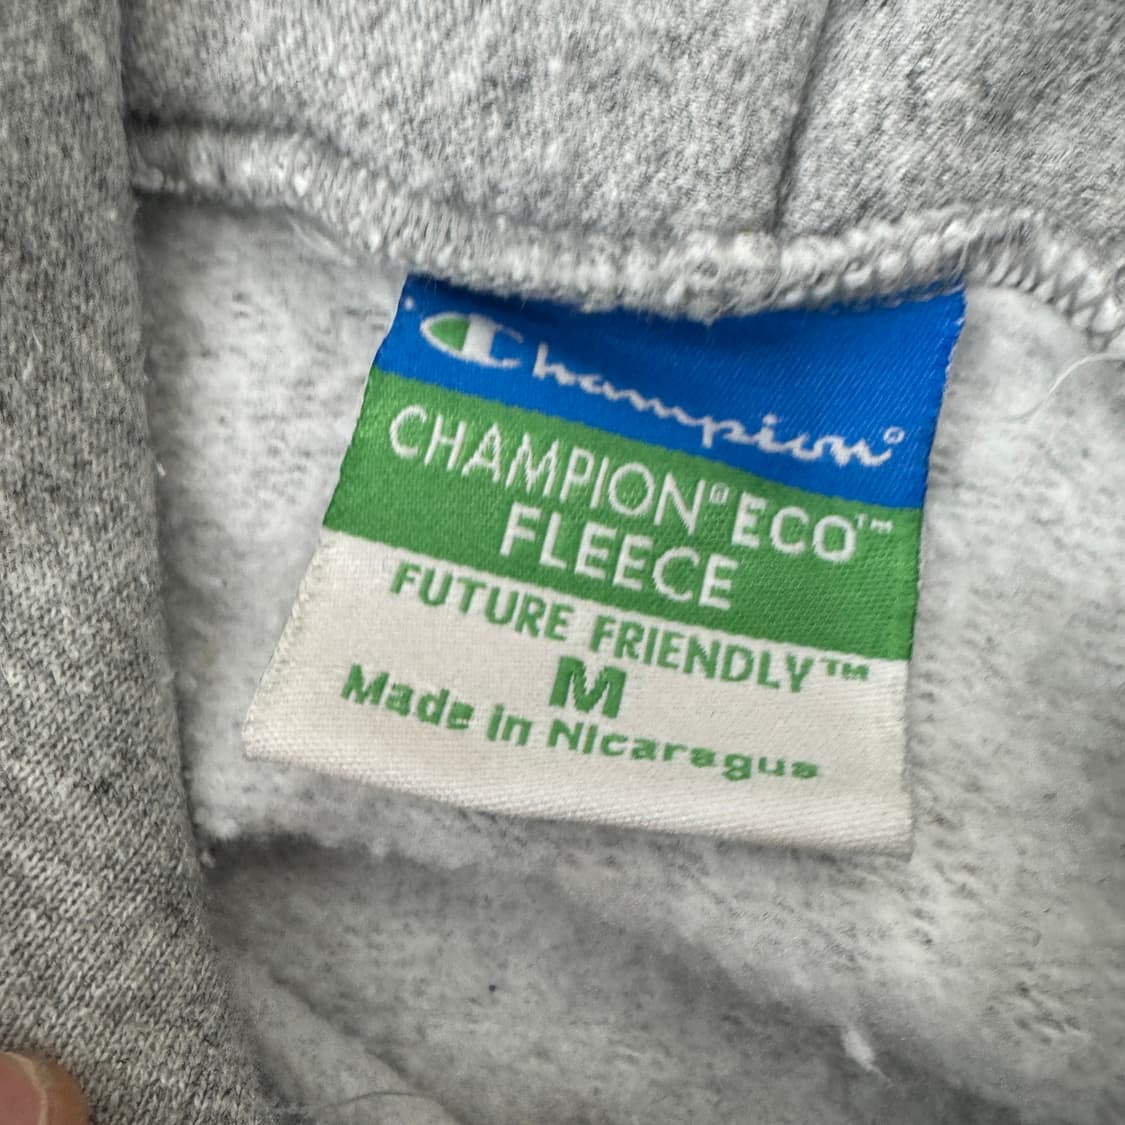 Champion®
CHAMPION® ECO™
FLEECE
FUTURE FRIENDLY™
M
Made in Nicaragua